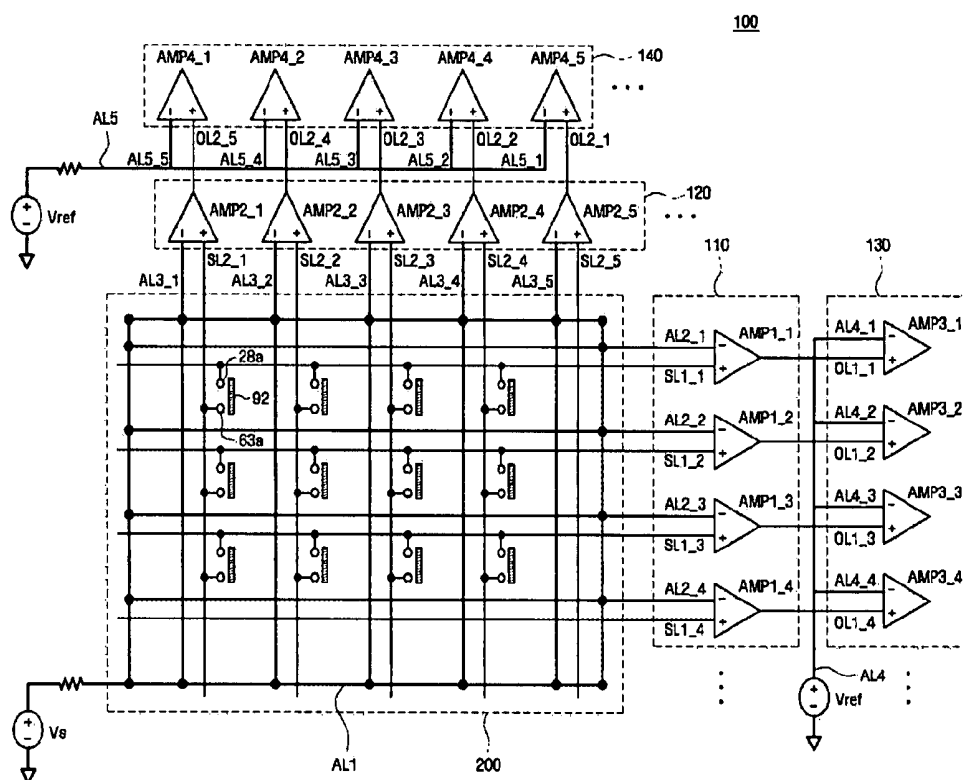 100
AMP4_1 AMP4_2 AMP4_3 AMP4_4 AMP4_5 140
AL5 OL2_5 OL2_4 OL2_3 OL2_2 OL2_1
AL5_5 AL5_4 AL5_3 AL5_2 AL5_1
Vref
AMP2_1 AMP2_2 AMP2_3 AMP2_4 AMP2_5 120
SL2_1 SL2_2 SL2_3 SL2_4 SL2_5
AL3_1 AL3_2 AL3_3 AL3_4 AL3_5
110 130
AL2_1 AMP1_1 AL4_1 AMP3_1
SL1_1 OL1_1
28a
92
63a
AL2_2 AMP1_2 AL4_2 AMP3_2
SL1_2 OL1_2
AL2_3 AMP1_3 AL4_3 AMP3_3
SL1_3 OL1_3
AL2_4 AMP1_4 AL4_4 AMP3_4
SL1_4 OL1_4
AL4
Vref
Vs
AL1 200